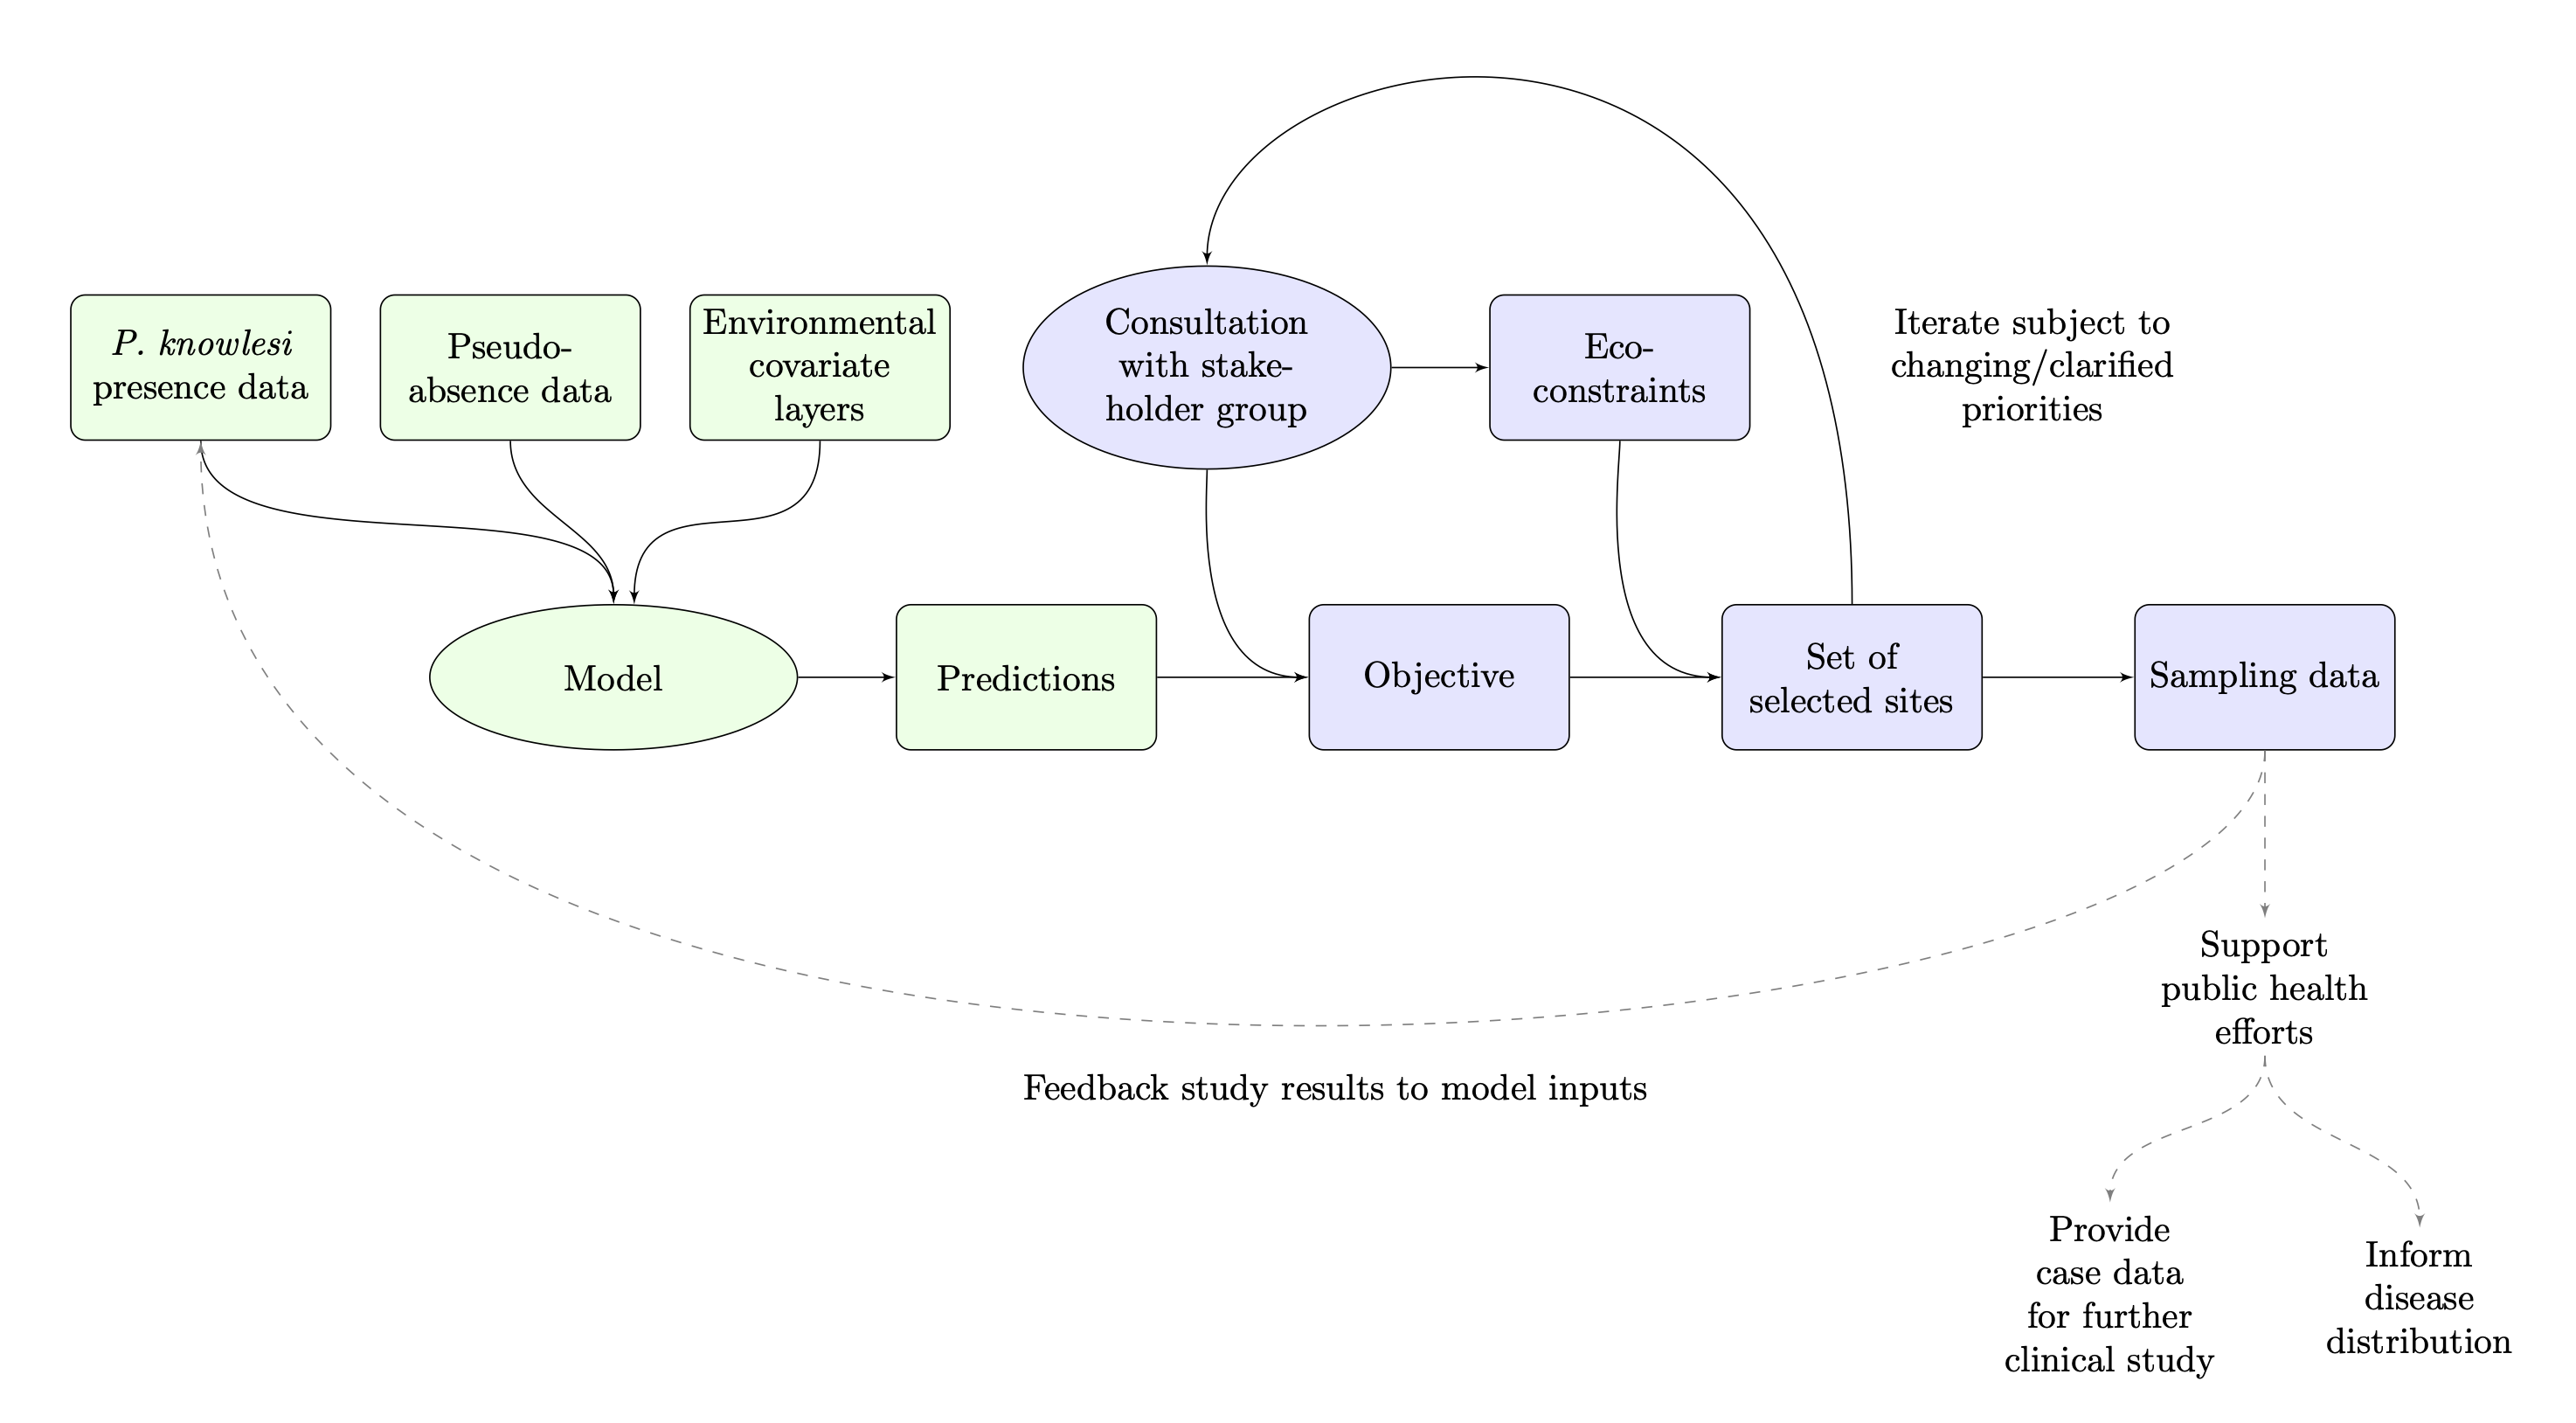 P. knowlesi
presence data
Pseudo-
absence data
Environmental
covariate
layers
Consultation
with stake-
holder group
Eco-
constraints
Iterate subject to
changing/clarified
priorities
Model
Predictions
Objective
Set of
selected sites
Sampling data
Support
public health
efforts
Feedback study results to model inputs
Provide
case data
for further
clinical study
Inform
disease
distribution